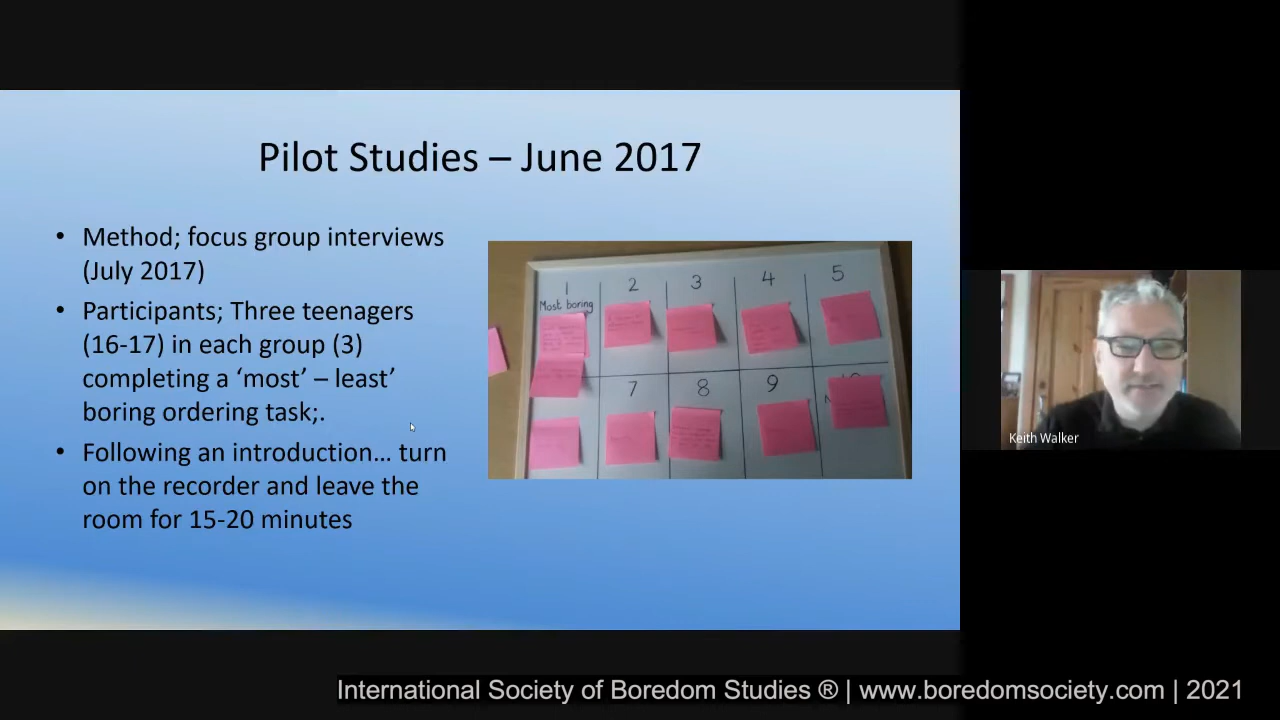 Pilot Studies – June 2017
• Method; focus group interviews
(July 2017)
• Participants; Three teenagers
(16-17) in each group (3)
completing a ‘most’ – least’
boring ordering task;.
• Following an introduction… turn
on the recorder and leave the
room for 15-20 minutes
1 2 3 4 5
Most boring
7 8 9
Keith Walker
International Society of Boredom Studies ® | www.boredomsociety.com | 2021